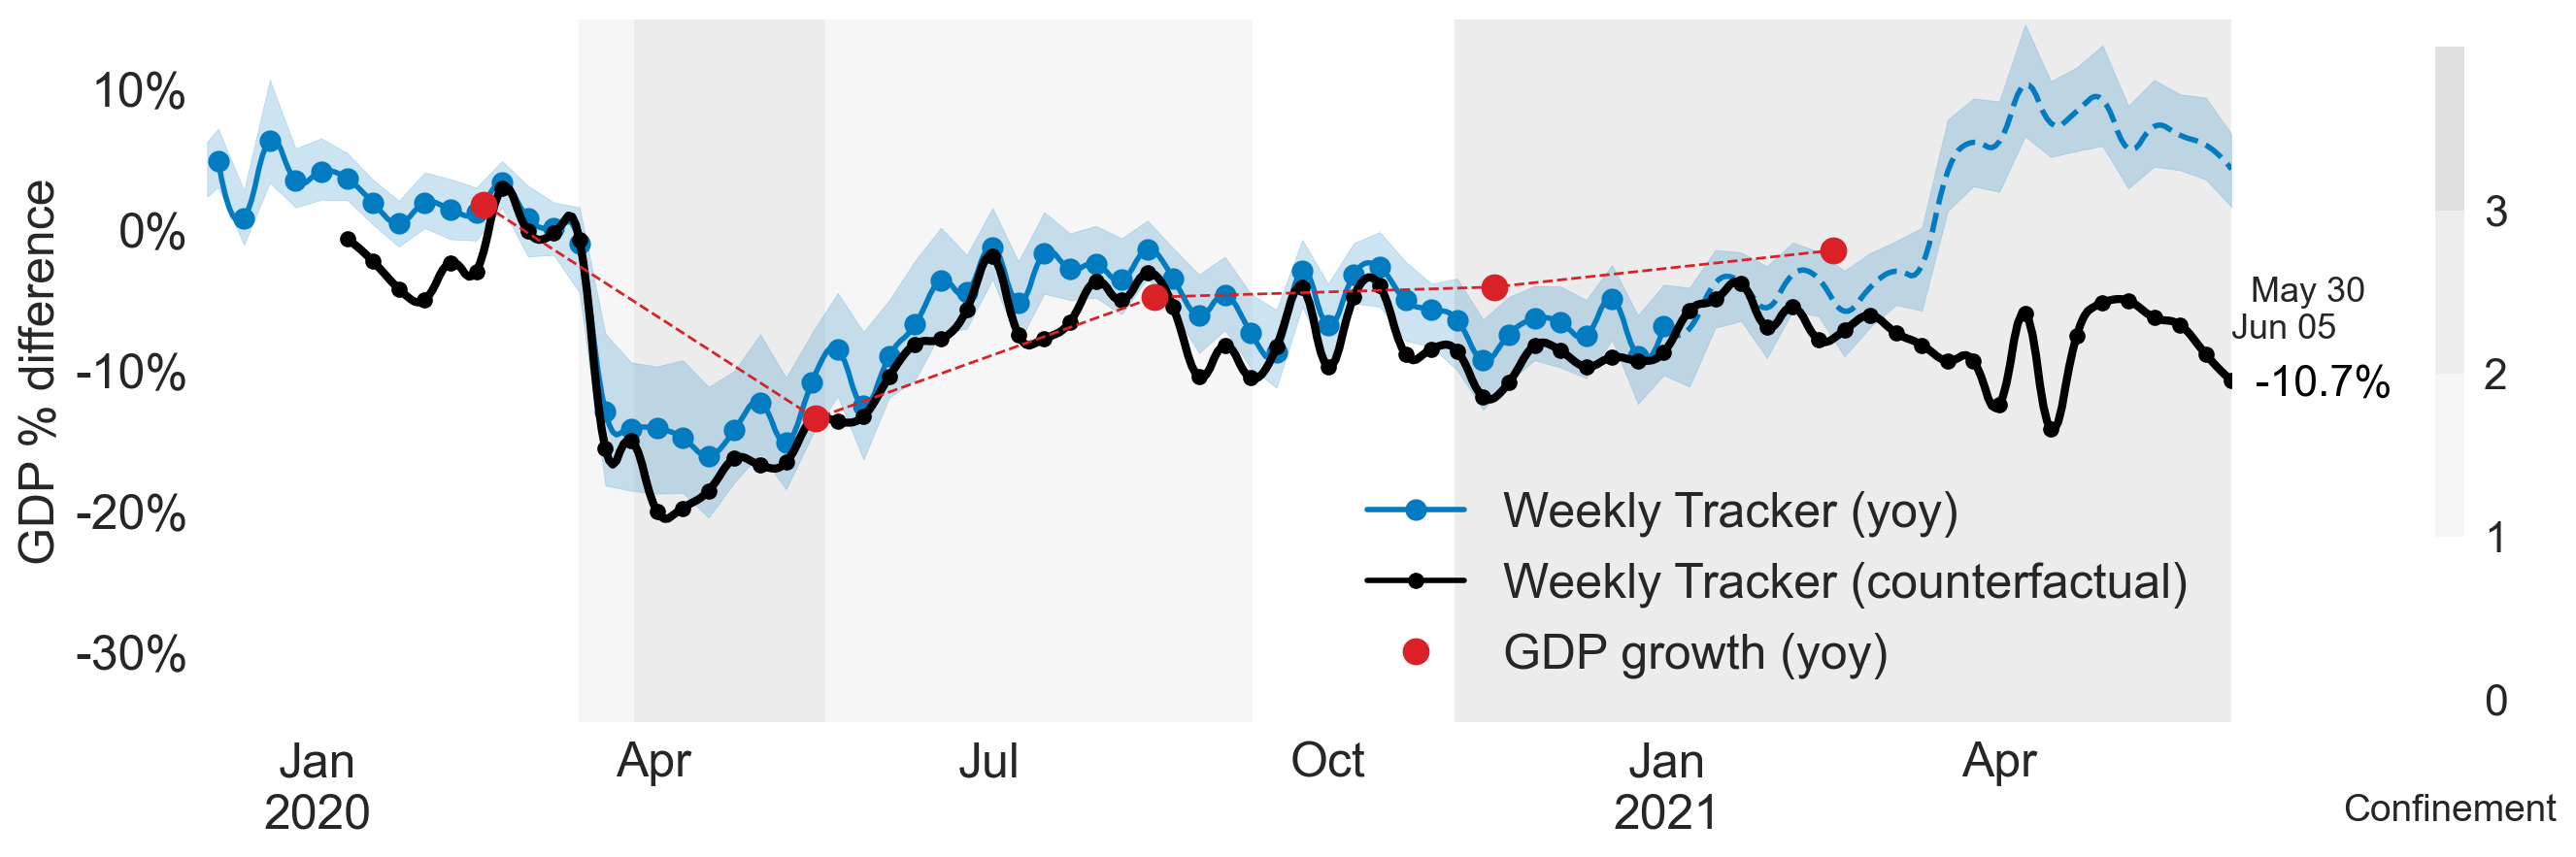 GDP % difference
10%
0%
-10%
-20%
-30%
Jan
2020
Apr
Jul
Oct
Jan
2021
Apr
Weekly Tracker (yoy)
Weekly Tracker (counterfactual)
GDP growth (yoy)
May 30
Jun 05
-10.7%
3
2
1
0
Confinement